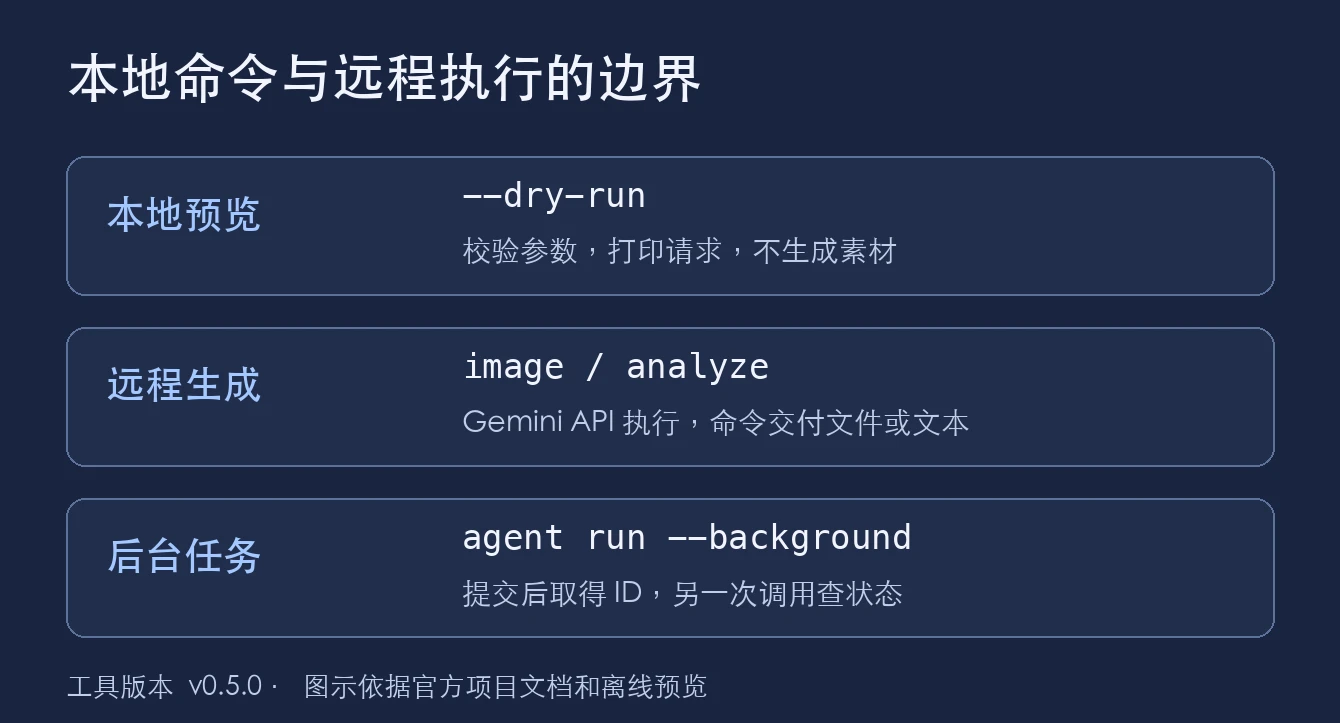 本地命令与远程执行的边界
本地预览
--dry-run
校验参数，打印请求，不生成素材
远程生成
image / analyze
Gemini API 执行，命令交付文件或文本
后台任务
agent run --background
提交后取得 ID，另一次调用查状态
工具版本 v0.5.0 · 图示依据官方项目文档和离线预览